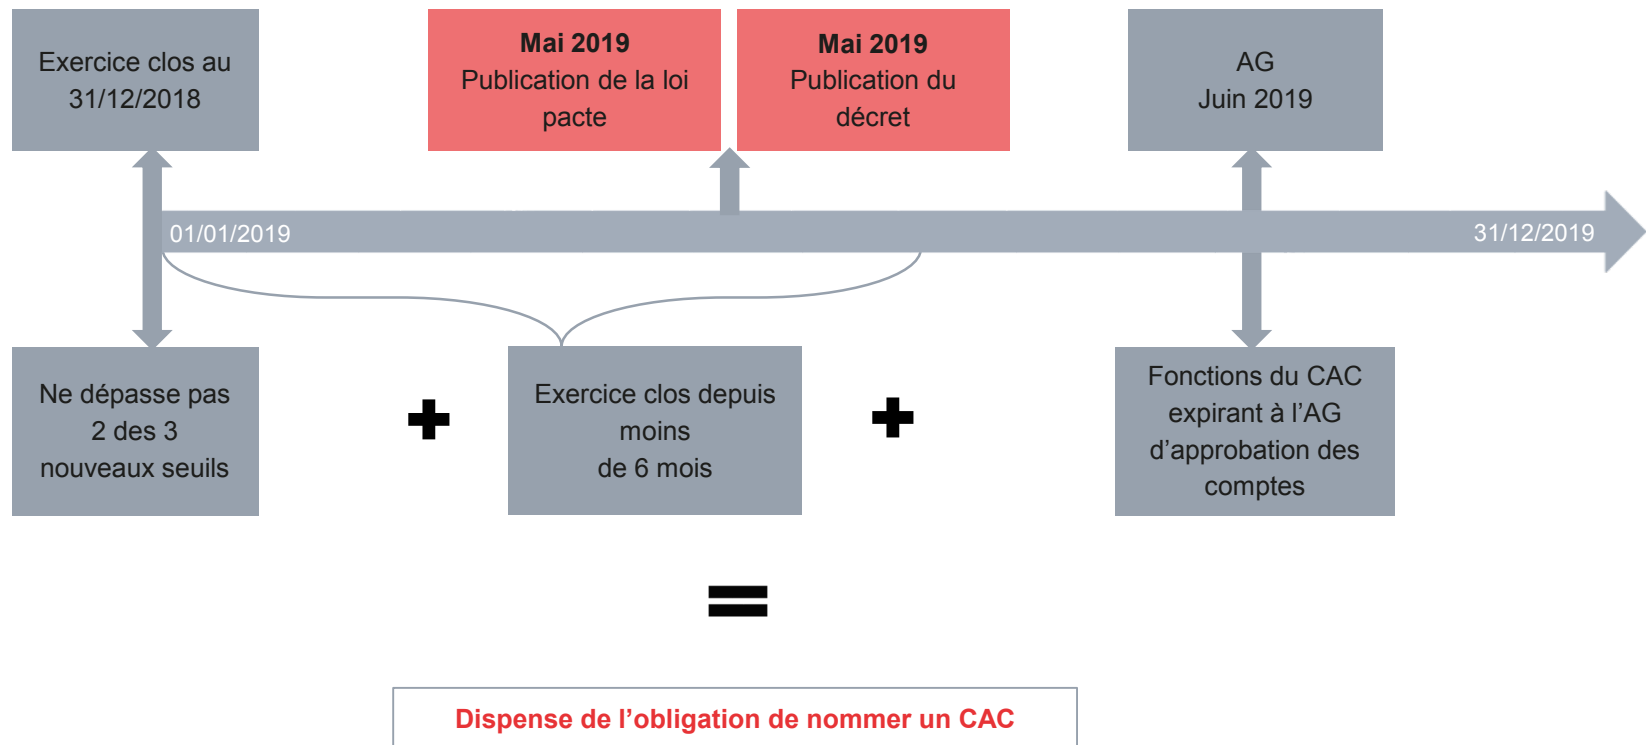 Exercice clos au
31/12/2018
Mai 2019
Publication de la loi
pacte
Mai 2019
Publication du
décret
AG
Juin 2019
01/01/2019
31/12/2019
Ne dépasse pas
2 des 3
nouveaux seuils
Exercice clos depuis
moins
de 6 mois
Fonctions du CAC
expirant à l’AG
d’approbation des
comptes
Dispense de l’obligation de nommer un CAC